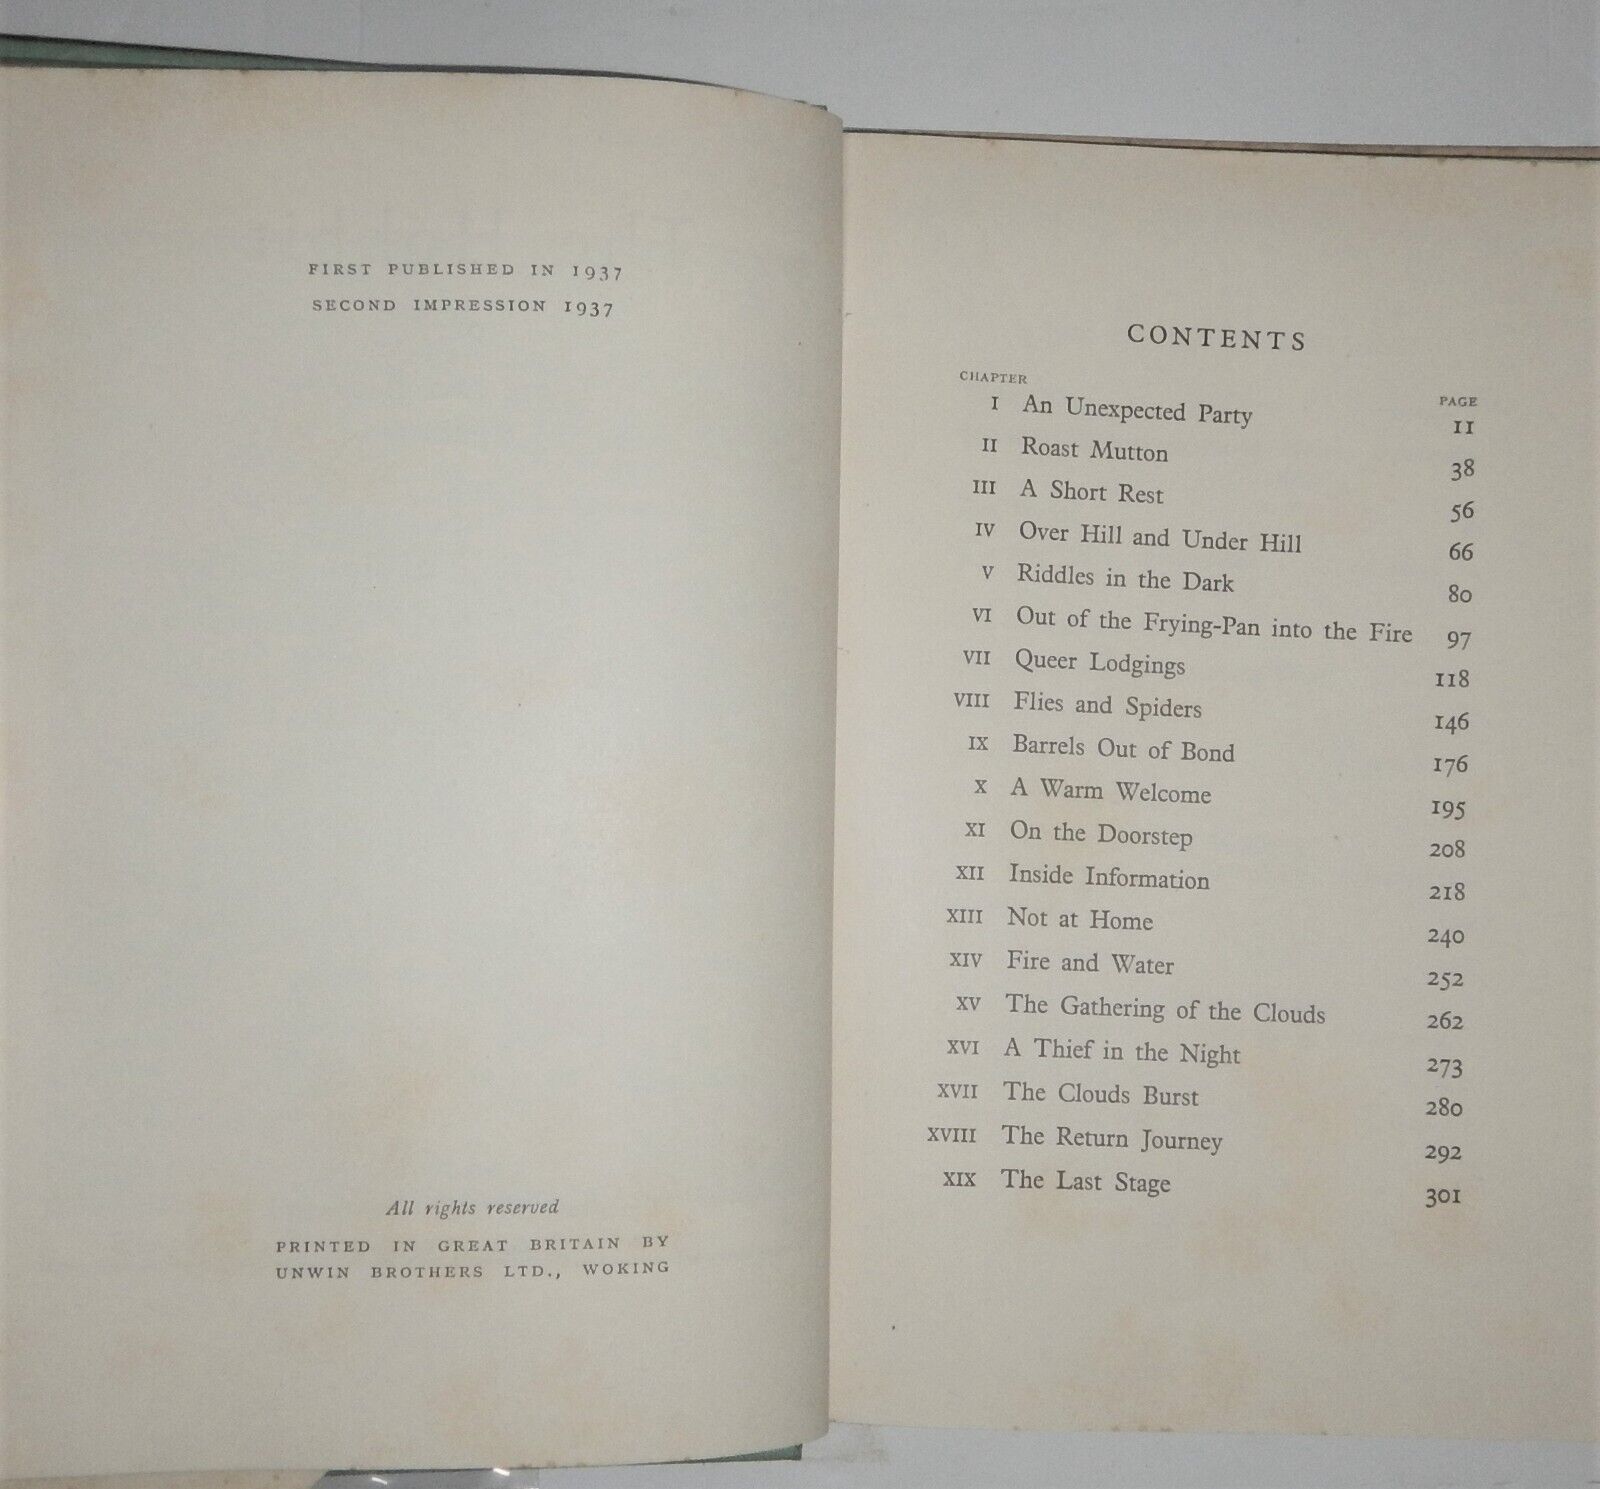 FIRST PUBLISHED IN 1937
SECOND IMPRESSION 1937
All rights reserved
PRINTED IN GREAT BRITAIN BY
UNWIN BROTHERS LTD., WOKING
CONTENTS
CHAPTER PAGE
I An Unexpected Party 11
II Roast Mutton 38
III A Short Rest 56
IV Over Hill and Under Hill 66
V Riddles in the Dark 80
VI Out of the Frying-Pan into the Fire 97
VII Queer Lodgings 118
VIII Flies and Spiders 146
IX Barrels Out of Bond 176
X A Warm Welcome 195
XI On the Doorstep 208
XII Inside Information 218
XIII Not at Home 240
XIV Fire and Water 252
XV The Gathering of the Clouds 262
XVI A Thief in the Night 273
XVII The Clouds Burst 280
XVIII The Return Journey 292
XIX The Last Stage 301